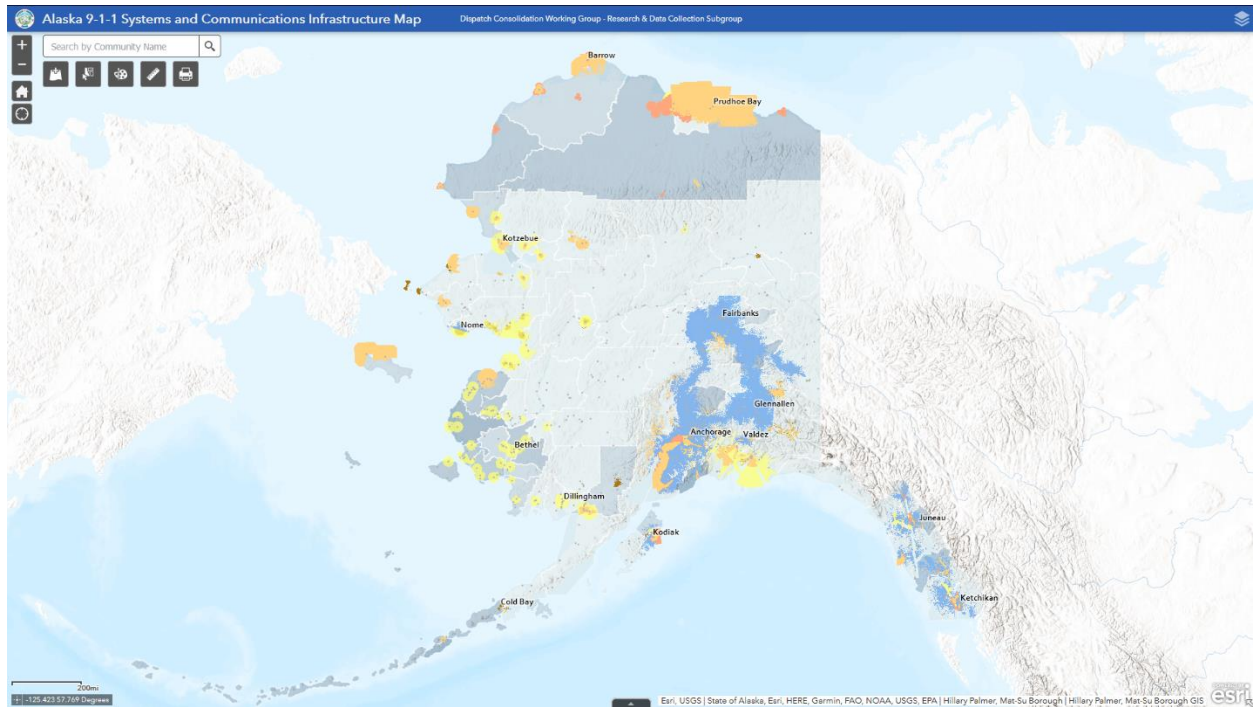 Alaska 9-1-1 Systems and Communications Infrastructure Map
Dispatch Consolidation Working Group - Research & Data Collection Subgroup
Search by Community Name
Barrow
Prudhoe Bay
Kotzebue
Fairbanks
Nome
Glennallen
Anchorage
Valdez
Bethel
Dillingham
Juneau
Kodiak
Ketchikan
Cold Bay
200mi
-125.423 57.769 Degrees
Esri, USGS | State of Alaska, Esri, HERE, Garmin, FAO, NOAA, USGS, EPA | Hillary Palmer, Mat-Su Borough | Hillary Palmer, Mat-Su Borough GIS
esri